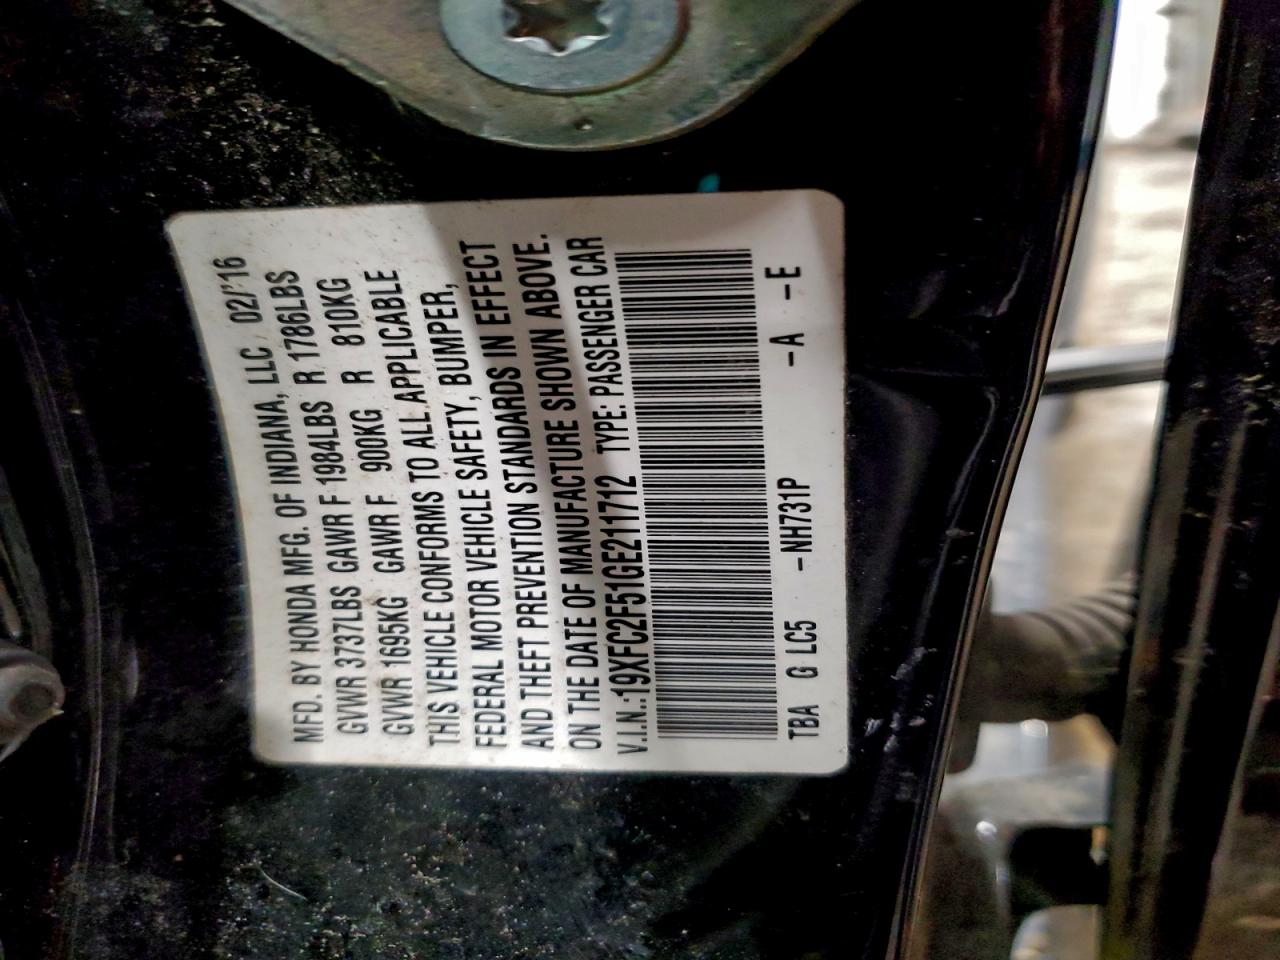 MFD. BY HONDA MFG. OF INDIANA, LLC 02/'16
GVWR 3737LBS GAWR F 1984LBS R 1786LBS
GVWR 1695KG GAWR F 900KG R 810KG
THIS VEHICLE CONFORMS TO ALL APPLICABLE
FEDERAL MOTOR VEHICLE SAFETY, BUMPER,
AND THEFT PREVENTION STANDARDS IN EFFECT
ON THE DATE OF MANUFACTURE SHOWN ABOVE.
V.I.N.:19XFC2F51GE211712 TYPE: PASSENGER CAR
TBA G LC5 -NH731P -A -E